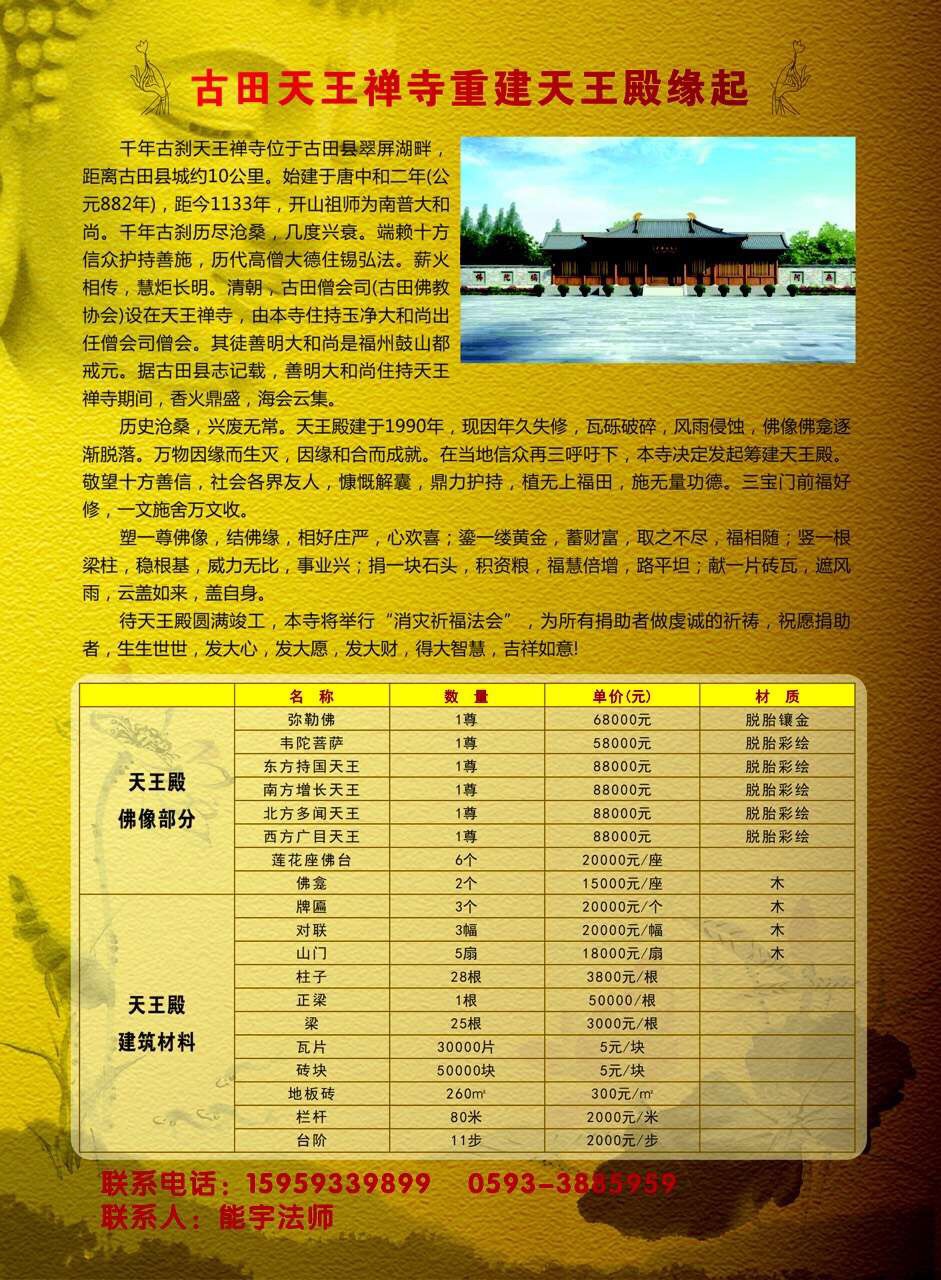 古田天王禅寺重建天王殿缘起
千年古刹天王禅寺位于古田县翠屏湖畔，
距离古田县城约10公里。始建于唐中和二年(公
元882年)，距今1133年，开山祖师为南普大和
尚。千年古刹历尽沧桑，几度兴衰。端赖十方
信众护持善施，历代高僧大德住锡弘法。薪火
相传，慧炬长明。清朝，古田僧会司(古田佛教
协会)设在天王禅寺，由本寺住持玉净大和尚出
任僧会司僧会。其徒善明大和尚是福州鼓山都
戒元。据古田县志记载，善明大和尚住持天王
禅寺期间，香火鼎盛，海会云集。
历史沧桑，兴废无常。天王殿建于1990年，现因年久失修，瓦砾破碎，风雨侵蚀，佛像佛龛逐
渐脱落。万物因缘而生灭，因缘和合而成就。在当地信众再三呼吁下，本寺决定发起筹建天王殿。
敬望十方善信，社会各界友人，慷慨解囊，鼎力护持，植无上福田，施无量功德。三宝门前福好
修，一文施舍万文收。
塑一尊佛像，结佛缘，相好庄严，心欢喜；鎏一缕黄金，蓄财富，取之不尽，福相随；竖一根
梁柱，稳根基，威力无比，事业兴；捐一块石头，积资粮，福慧倍增，路平坦；献一片砖瓦，遮风
雨，云盖如来，盖自身。
待天王殿圆满竣工，本寺将举行“消灾祈福法会”，为所有捐助者做虔诚的祈祷，祝愿捐助
者，生生世世，发大心，发大愿，发大财，得大智慧，吉祥如意!
名 称 数 量 单价(元) 材 质
天王殿
佛像部分
弥勒佛 1尊 68000元 脱胎镶金
韦陀菩萨 1尊 58000元 脱胎彩绘
东方持国天王 1尊 88000元 脱胎彩绘
南方增长天王 1尊 88000元 脱胎彩绘
北方多闻天王 1尊 88000元 脱胎彩绘
西方广目天王 1尊 88000元 脱胎彩绘
莲花座佛台 6个 20000元/座
佛龛 2个 15000元/座 木
天王殿
建筑材料
牌匾 3个 20000元/个 木
对联 3幅 20000元/幅 木
山门 5扇 18000元/扇 木
柱子 28根 3800元/根
正梁 1根 50000/根
梁 25根 3000元/根
瓦片 30000片 5元/块
砖块 50000块 5元/块
地板砖 260㎡ 300元/㎡
栏杆 80米 2000元/米
台阶 11步 2000元/步
联系电话：15959339899 0593-3885959
联系人：能宇法师